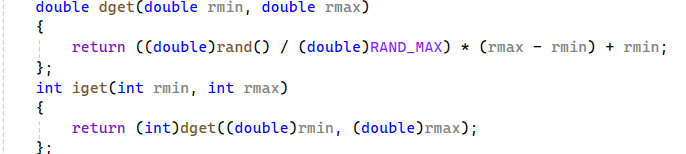 double dget(double rmin, double rmax)
{
    return ((double)rand() / (double)RAND_MAX) * (rmax - rmin) + rmin;
};
int iget(int rmin, int rmax)
{
    return (int)dget((double)rmin, (double)rmax);
};